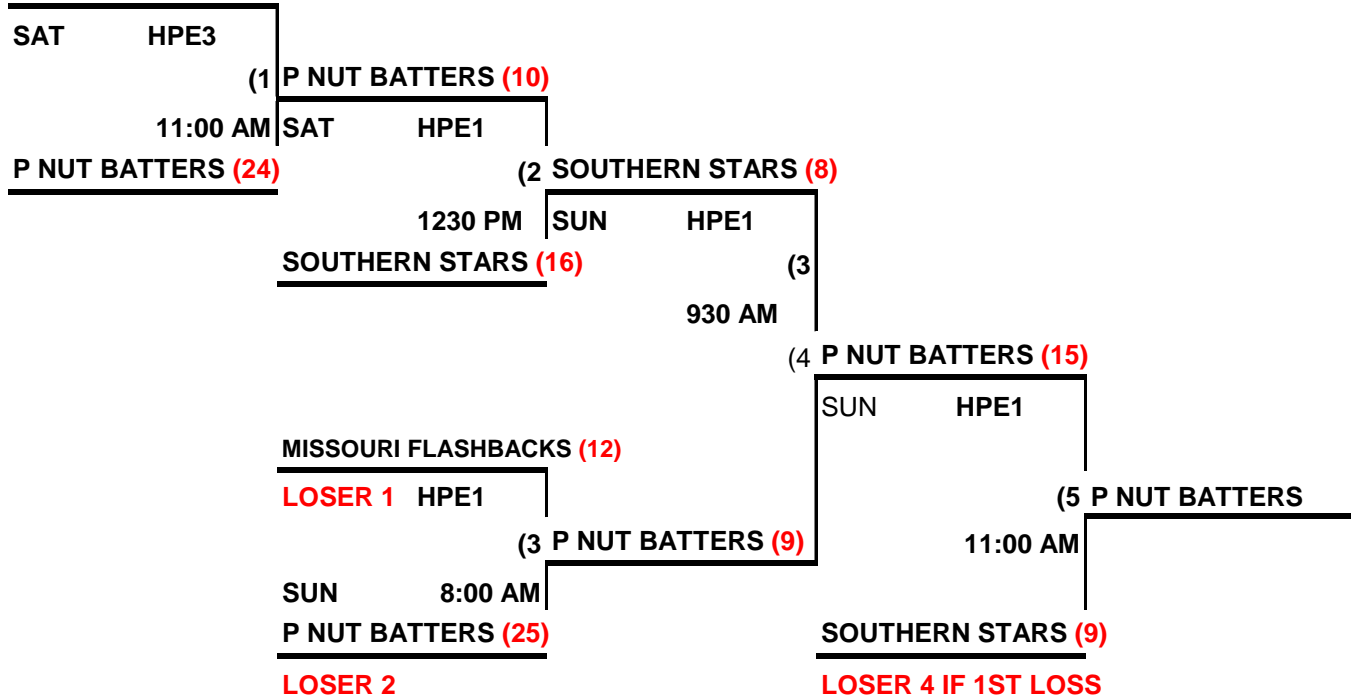 SAT HPE3
(1 P NUT BATTERS (10)
11:00 AM SAT HPE1
P NUT BATTERS (24) (2 SOUTHERN STARS (8)
1230 PM SUN HPE1
SOUTHERN STARS (16) (3
930 AM
(4 P NUT BATTERS (15)
SUN HPE1
MISSOURI FLASHBACKS (12)
LOSER 1 HPE1 (5 P NUT BATTERS
(3 P NUT BATTERS (9) 11:00 AM
SUN 8:00 AM
P NUT BATTERS (25) SOUTHERN STARS (9)
LOSER 2 LOSER 4 IF 1ST LOSS